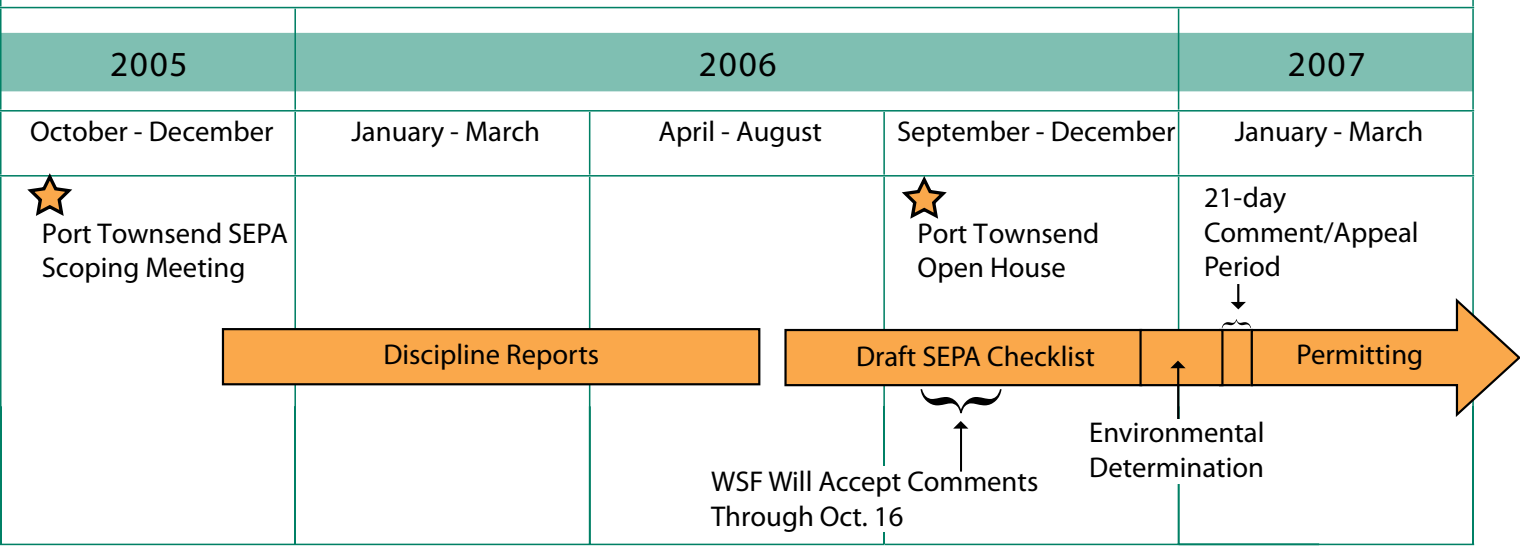 2005
2006
2007
October - December
January - March
April - August
September - December
January - March
Port Townsend SEPA
Scoping Meeting
Port Townsend
Open House
21-day
Comment/Appeal
Period
Discipline Reports
Draft SEPA Checklist
Permitting
Environmental
Determination
WSF Will Accept Comments
Through Oct. 16